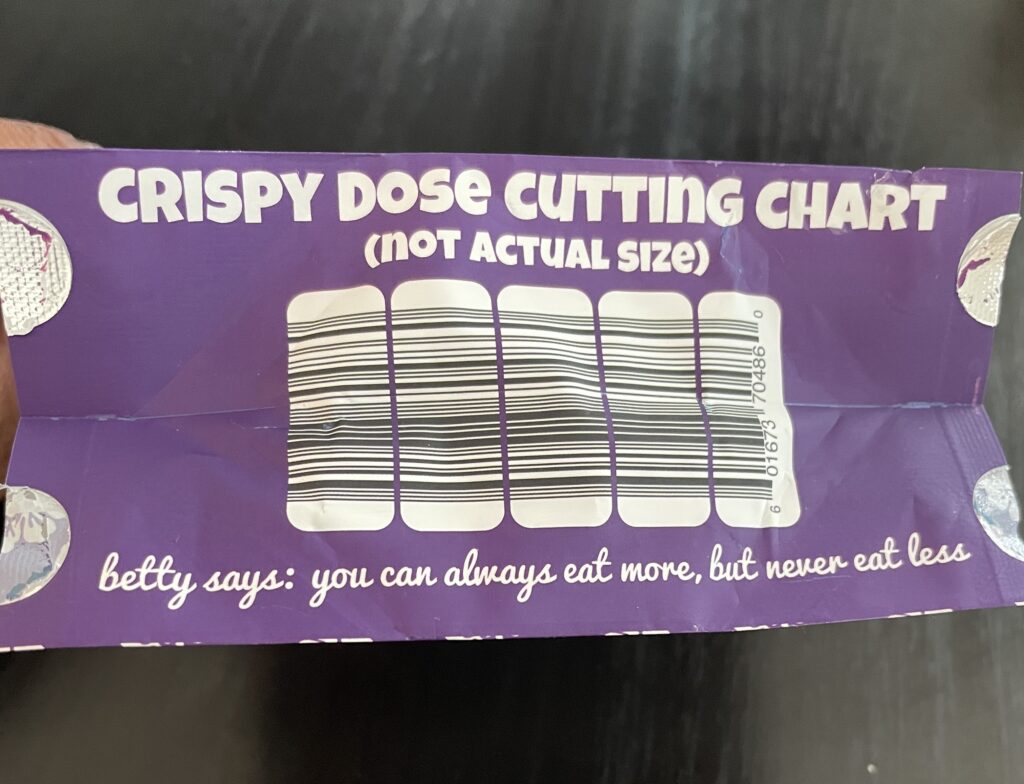 CRISPY DOSE CUTTING CHART
(NOT ACTUAL SIZE)
6 01673 70486 0
betty says: you can always eat more, but never eat less